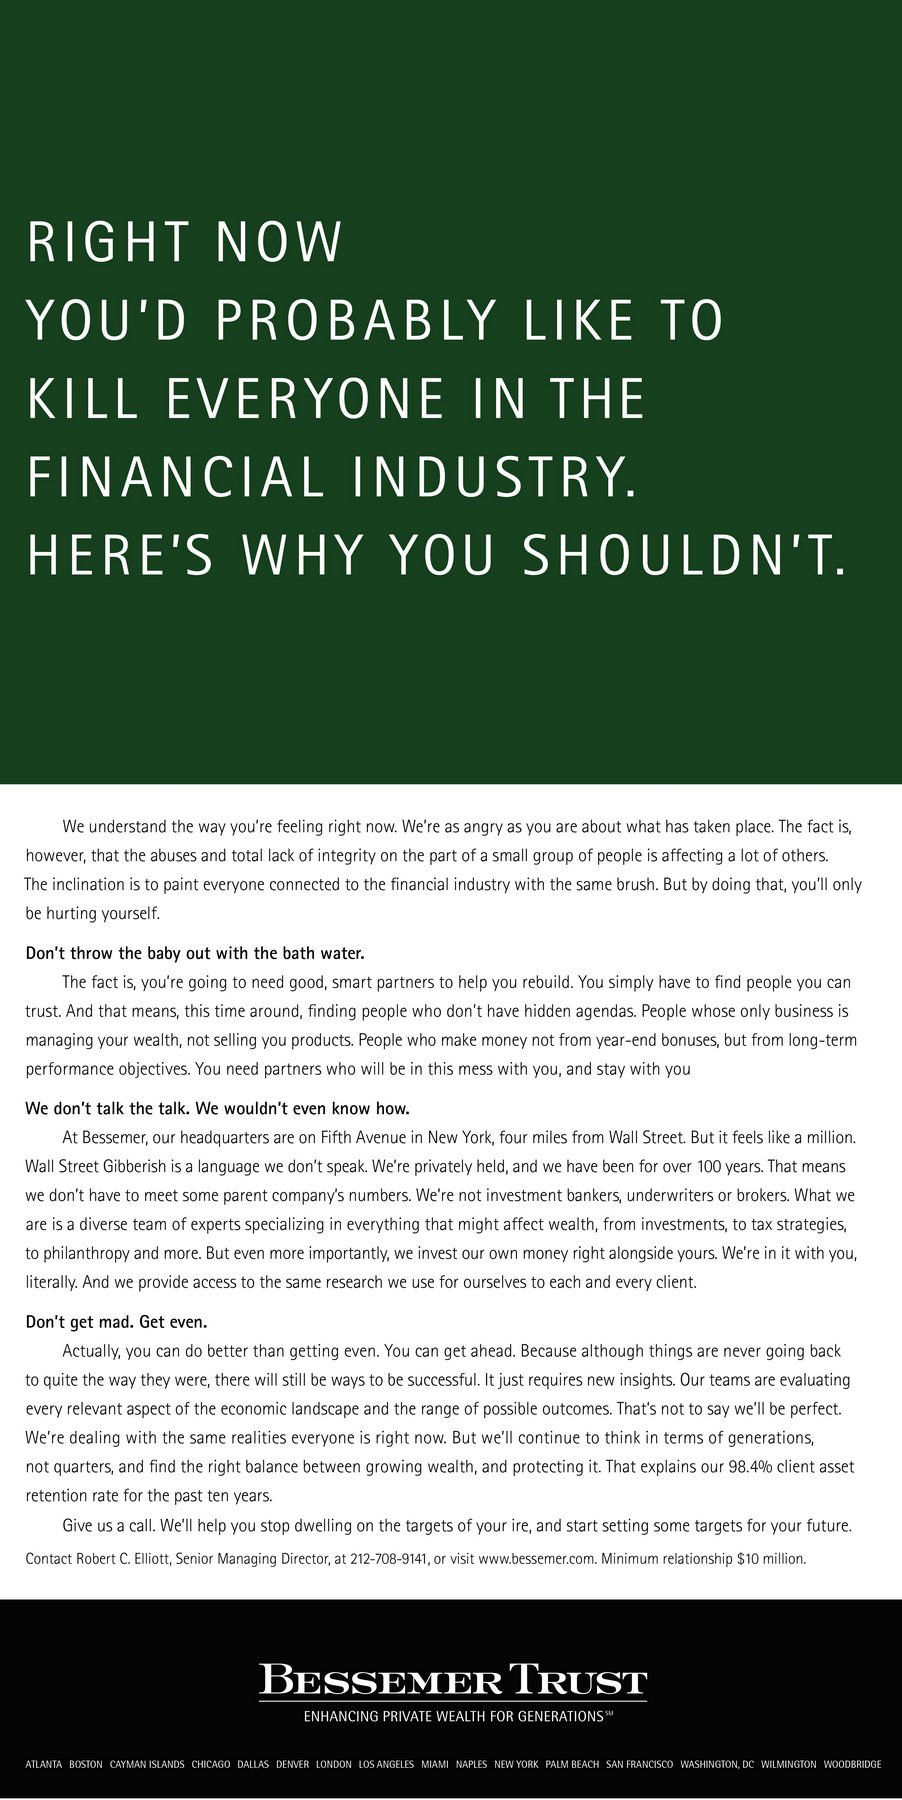 RIGHT NOW
YOU’D PROBABLY LIKE TO
KILL EVERYONE IN THE
FINANCIAL INDUSTRY.
HERE’S WHY YOU SHOULDN’T.
We understand the way you’re feeling right now. We’re as angry as you are about what has taken place. The fact is,
however, that the abuses and total lack of integrity on the part of a small group of people is affecting a lot of others.
The inclination is to paint everyone connected to the financial industry with the same brush. But by doing that, you’ll only
be hurting yourself.
Don’t throw the baby out with the bath water.
The fact is, you’re going to need good, smart partners to help you rebuild. You simply have to find people you can
trust. And that means, this time around, finding people who don’t have hidden agendas. People whose only business is
managing your wealth, not selling you products. People who make money not from year-end bonuses, but from long-term
performance objectives. You need partners who will be in this mess with you, and stay with you
We don’t talk the talk. We wouldn’t even know how.
At Bessemer, our headquarters are on Fifth Avenue in New York, four miles from Wall Street. But it feels like a million.
Wall Street Gibberish is a language we don’t speak. We’re privately held, and we have been for over 100 years. That means
we don’t have to meet some parent company’s numbers. We’re not investment bankers, underwriters or brokers. What we
are is a diverse team of experts specializing in everything that might affect wealth, from investments, to tax strategies,
to philanthropy and more. But even more importantly, we invest our own money right alongside yours. We’re in it with you,
literally. And we provide access to the same research we use for ourselves to each and every client.
Don’t get mad. Get even.
Actually, you can do better than getting even. You can get ahead. Because although things are never going back
to quite the way they were, there will still be ways to be successful. It just requires new insights. Our teams are evaluating
every relevant aspect of the economic landscape and the range of possible outcomes. That’s not to say we’ll be perfect.
We’re dealing with the same realities everyone is right now. But we’ll continue to think in terms of generations,
not quarters, and find the right balance between growing wealth, and protecting it. That explains our 98.4% client asset
retention rate for the past ten years.
Give us a call. We’ll help you stop dwelling on the targets of your ire, and start setting some targets for your future.
Contact Robert C. Elliott, Senior Managing Director, at 212-708-9141, or visit www.bessemer.com. Minimum relationship $10 million.
BESSEMER TRUST
ENHANCING PRIVATE WEALTH FOR GENERATIONS℠
ATLANTA BOSTON CAYMAN ISLANDS CHICAGO DALLAS DENVER LONDON LOS ANGELES MIAMI NAPLES NEW YORK PALM BEACH SAN FRANCISCO WASHINGTON, DC WILMINGTON WOODBRIDGE